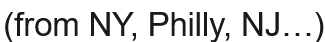 (from NY, Philly, NJ…)